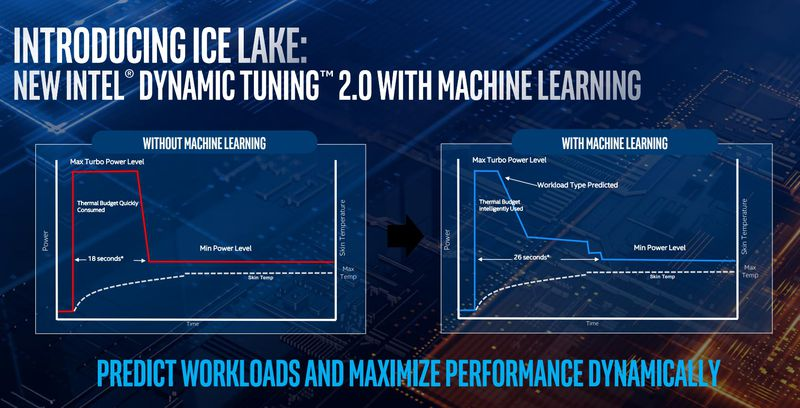 INTRODUCING ICE LAKE:
NEW INTEL® DYNAMIC TUNING™ 2.0 WITH MACHINE LEARNING
WITHOUT MACHINE LEARNING
Max Turbo Power Level
Thermal Budget Quickly
Consumed
Power
18 seconds*
Min Power Level
Skin Temp
Skin Temperature
Max
Temp
Time
WITH MACHINE LEARNING
Max Turbo Power Level
Workload Type Predicted
Thermal Budget
Intelligently Used
Power
26 seconds*
Min Power Level
Skin Temp
Skin Temperature
Max
Temp
Time
PREDICT WORKLOADS AND MAXIMIZE PERFORMANCE DYNAMICALLY